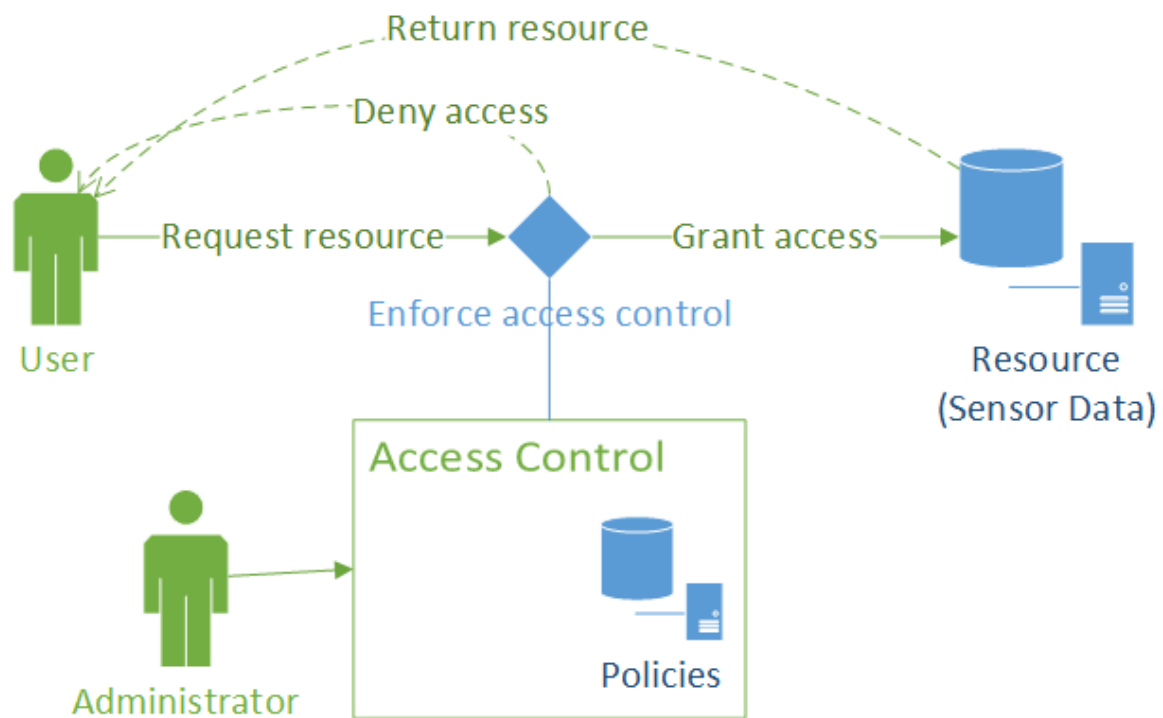 Return resource
Deny access
Request resource
Grant access
Enforce access control
User
Resource
(Sensor Data)
Access Control
Policies
Administrator